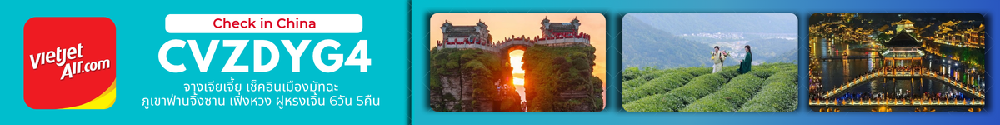 Vietjet
Air.com
Check in China
CVZDYG4
จางเจียเจี้ย เช็คอินเมืองมัทฉะ
ภูเขาฟ่านจิ้งซาน เฟิ่งหวง ฝูหรงเจิ้น 6วัน 5คืน